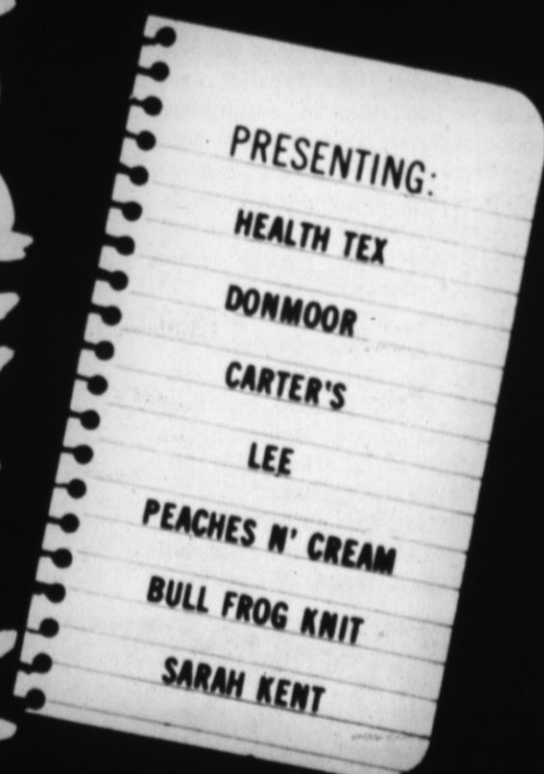 PRESENTING:
HEALTH TEX
DONMOOR
CARTER'S
LEE
PEACHES N' CREAM
BULL FROG KNIT
SARAH KENT